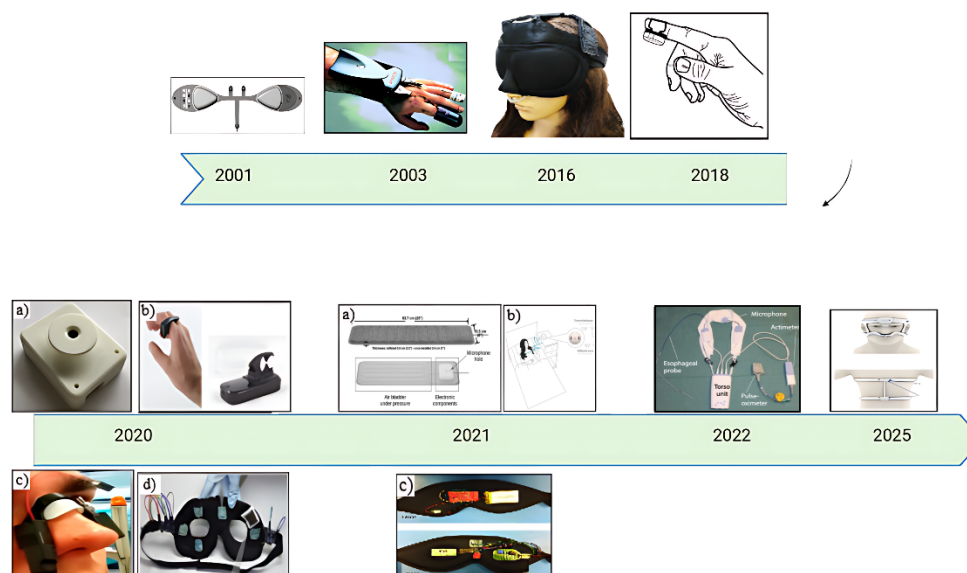 2001
2003
2016
2018
a)
b)
a)
Microphone
hold
Air bladder
under pressure
Electronic
components
b)
Microphone
Actimeter
Esophageal
probe
Torso
unit
Pulse-
oximeter
2020
2021
2022
2025
c)
d)
c)